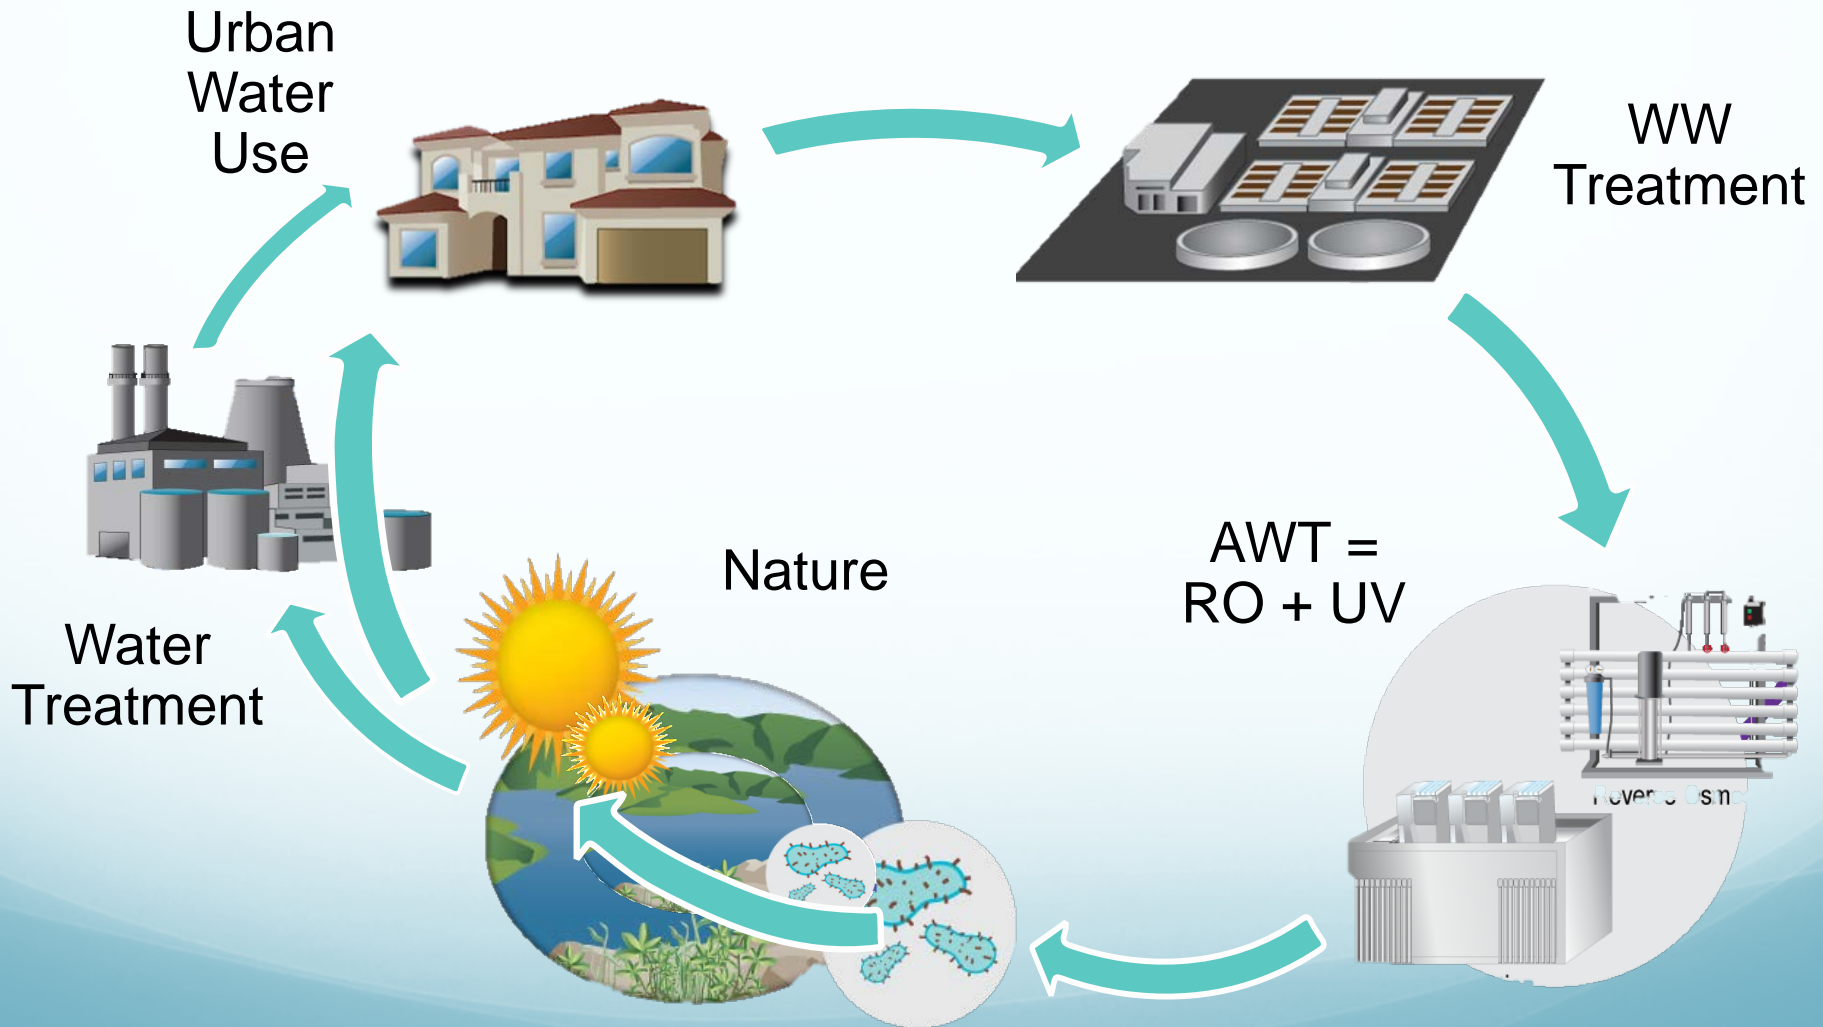 Urban
Water
Use
WW
Treatment
AWT =
RO + UV
Nature
Water
Treatment